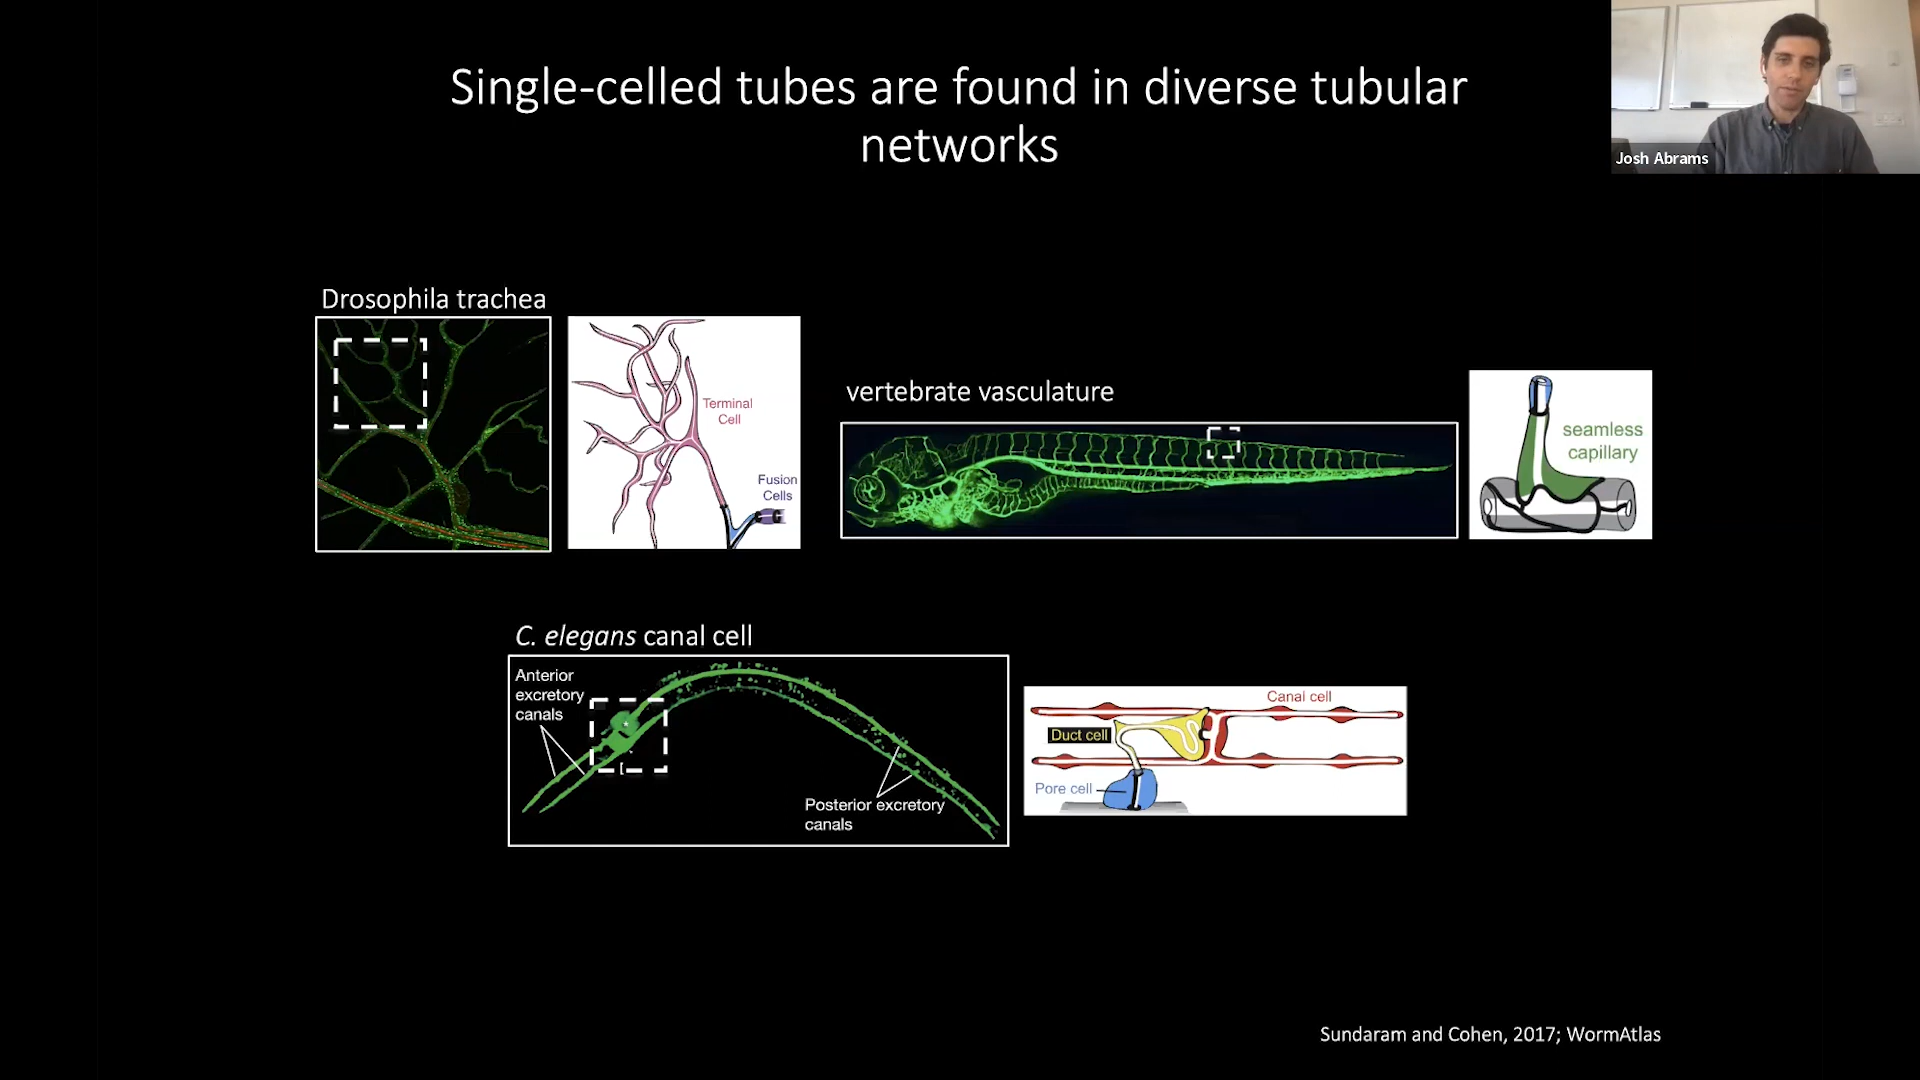 Single-celled tubes are found in diverse tubular
networks
Josh Abrams
Drosophila trachea
Terminal
Cell
Fusion
Cells
vertebrate vasculature
seamless
capillary
C. elegans canal cell
Anterior
excretory
canals
Posterior excretory
canals
Canal cell
Duct cell
Pore cell
Sundaram and Cohen, 2017; WormAtlas